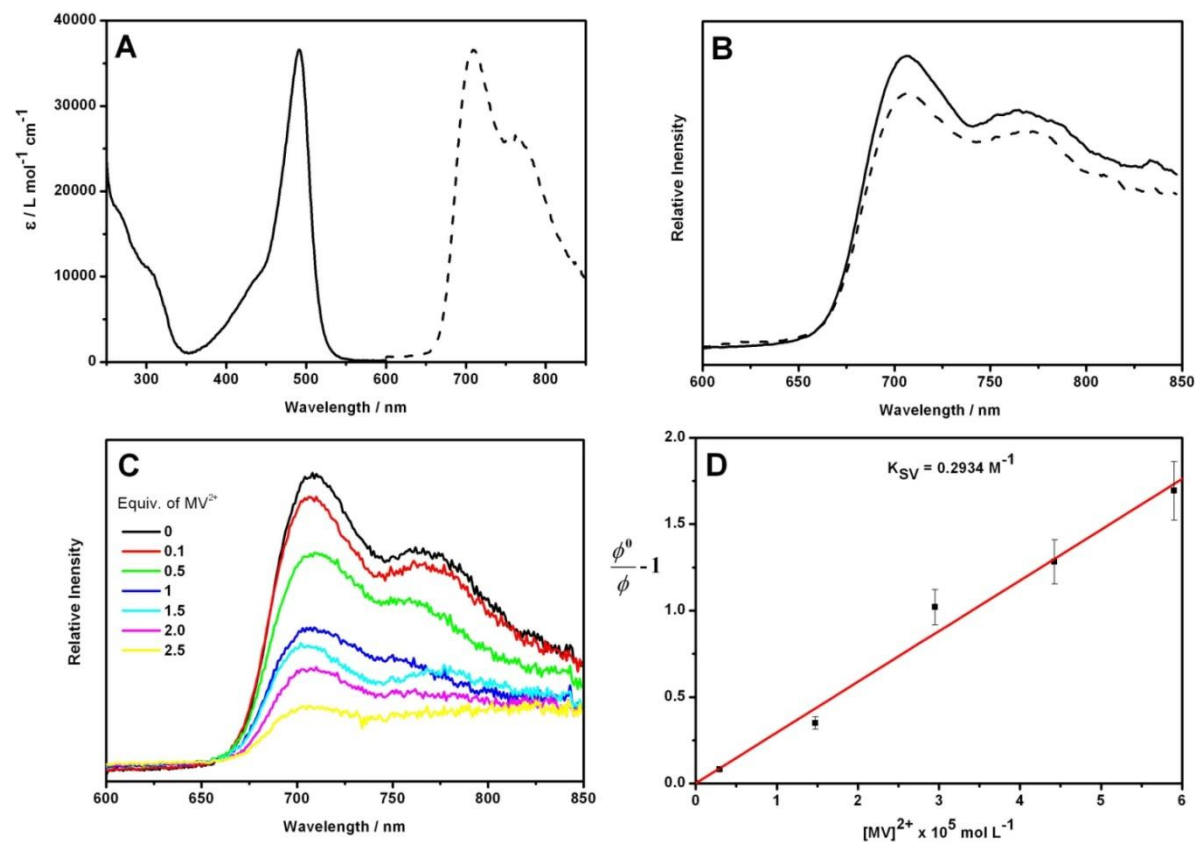 A
40000
30000
20000
10000
0
ε / L mol⁻¹ cm⁻¹
300 400 500 600 700 800
Wavelength / nm
B
Relative Inensity
600 650 700 750 800 850
Wavelength / nm
C
Equiv. of MV²⁺
0
0.1
0.5
1
1.5
2.0
2.5
Relative Inensity
600 650 700 750 800 850
Wavelength / nm
D
K_SV = 0.2934 M⁻¹
2.0
1.5
1.0
0.5
0.0
ϕ⁰/ϕ -1
0 1 2 3 4 5 6
[MV]²⁺ x 10⁵ mol L⁻¹